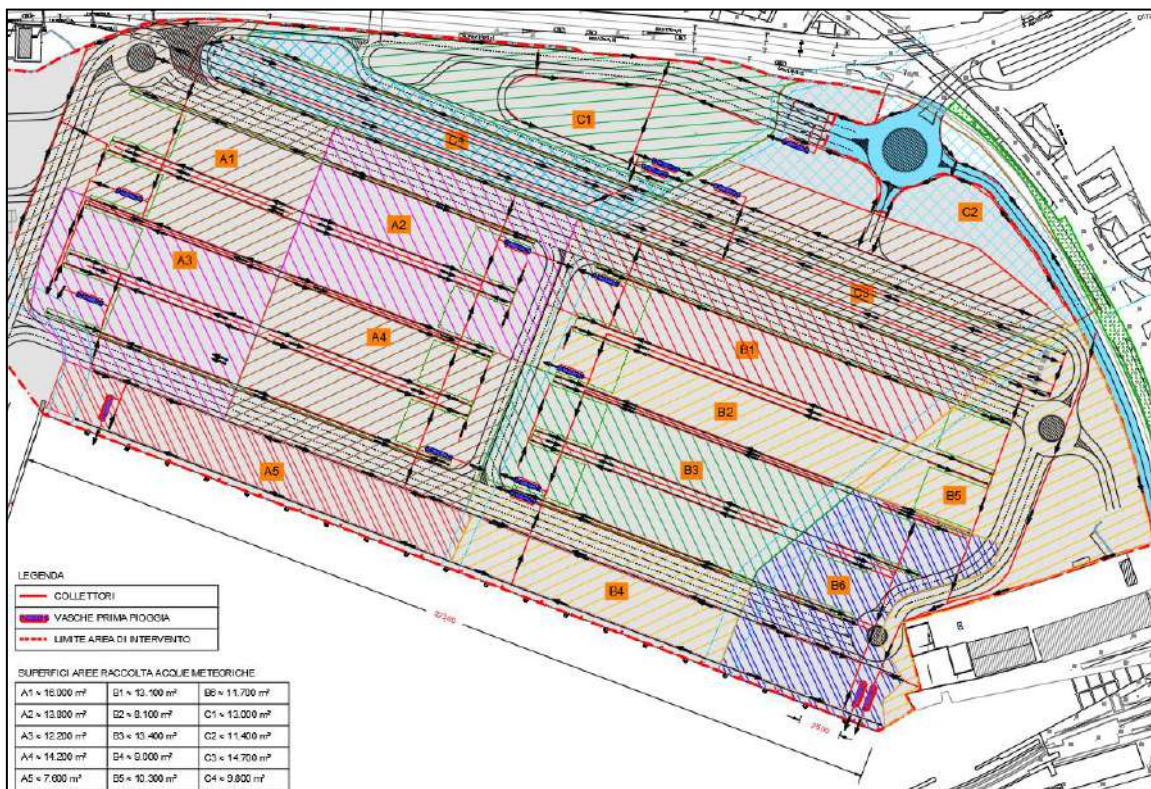 C1
C4
A1
C2
A2
A3
C3
A4
B1
B2
B3
A5
B5
B6
B4
LEGENDA
COLLETTORI
VASCHE PRIMA PIOGGIA
LIMITE AREA DI INTERVENTO
SUPERFICI AREE RACCOLTA ACQUE METEORICHE
A1 ≈ 16.000 m² B1 ≈ 13.100 m² B6 ≈ 11.700 m²
A2 ≈ 13.800 m² B2 ≈ 8.100 m² C1 ≈ 13.000 m²
A3 ≈ 12.200 m² B3 ≈ 13.400 m² C2 ≈ 11.400 m²
A4 ≈ 14.200 m² B4 ≈ 9.000 m² C3 ≈ 14.700 m²
A5 ≈ 7.600 m² B5 ≈ 10.300 m² C4 ≈ 9.800 m²